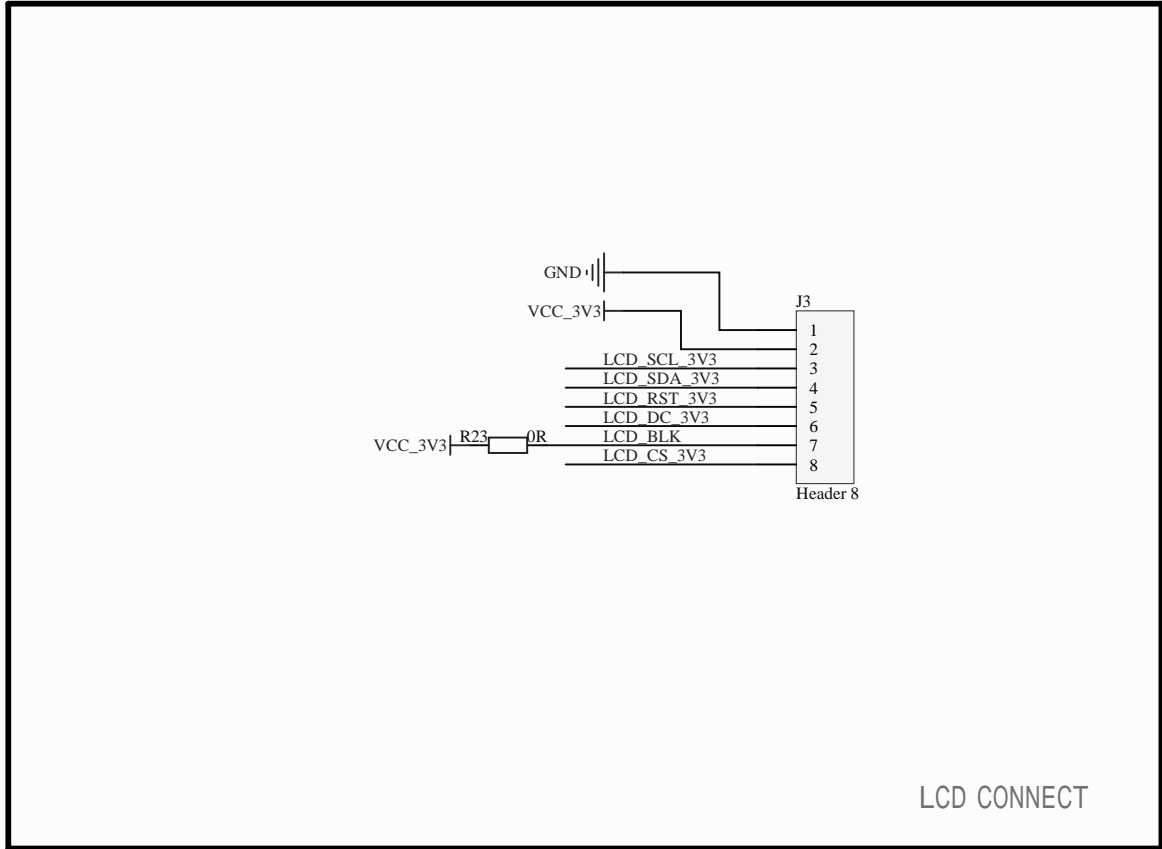 GND
VCC_3V3
J3
1
2
LCD_SCL_3V3 3
LCD_SDA_3V3 4
LCD_RST_3V3 5
LCD_DC_3V3 6
VCC_3V3 R23 0R LCD_BLK 7
LCD_CS_3V3 8
Header 8
LCD CONNECT